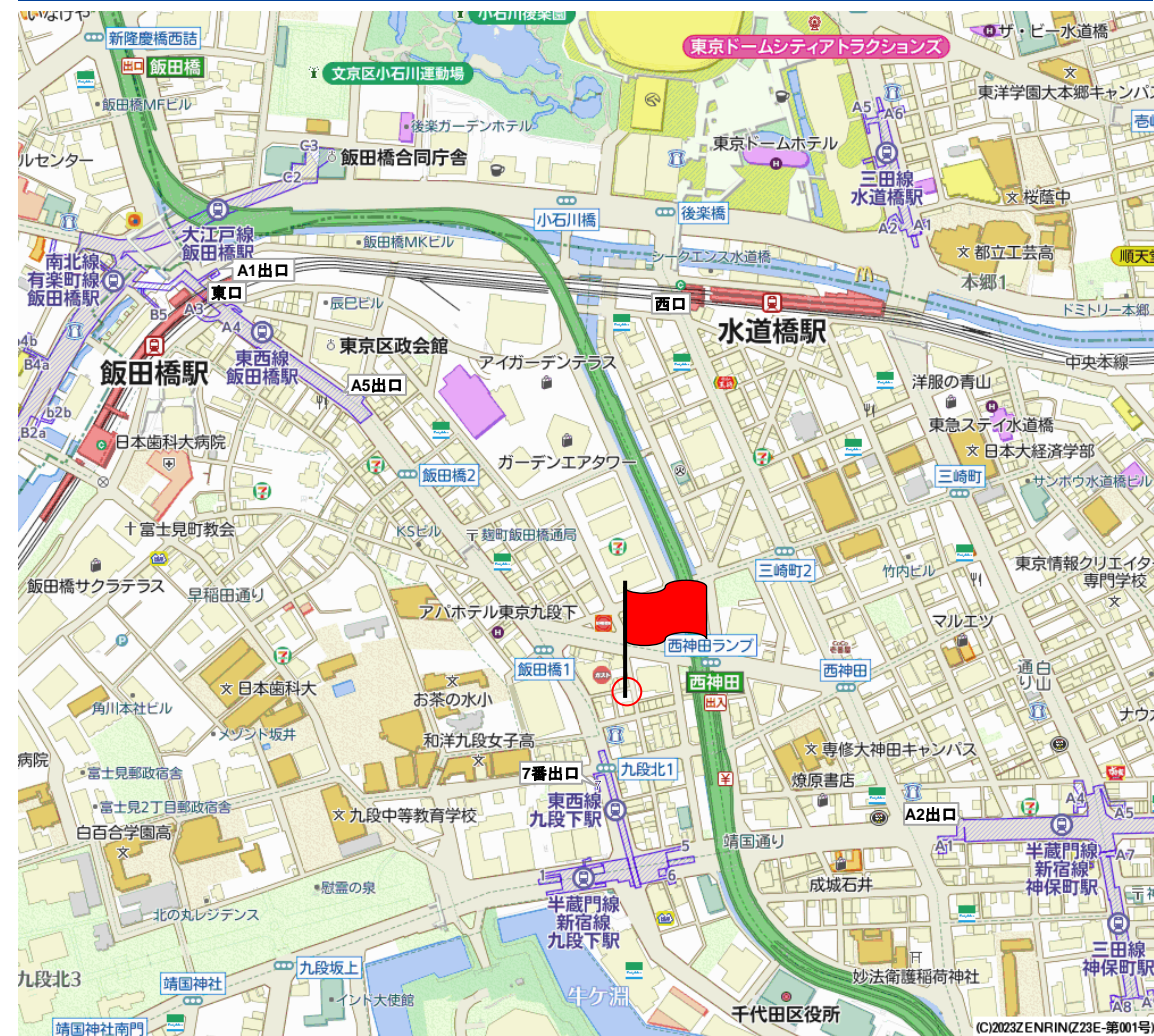 小石川後楽園
ザ・ビー水道橋
新隆慶橋西詰
東京ドームシティアトラクションズ
出口
飯田橋
文京区小石川運動場
東洋学園大本郷キャンパス
飯田橋MFビル
A5
A6
後楽ガーデンホテル
東京ドームホテル
C3
飯田橋合同庁舎
ルセンター
C2
三田線
水道橋駅
桜蔭中
小石川橋
後楽橋
A2
A1
大江戸線
飯田橋駅
飯田橋MKビル
都立工芸高
南北線
有楽町線
飯田橋駅
シークエンス水道橋
本郷1
A1出口
東口
西口
辰巳ビル
B5
A3
A4
水道橋駅
ドミトリー本郷
東京区政会館
東西線
飯田橋駅
アイガーデンテラス
中央本線
B4a
飯田橋駅
A5出口
洋服の青山
b2b
B2a
東急ステイ水道橋
日本歯科大病院
日本大経済学部
ガーデンエアタワー
飯田橋2
三崎町
サンポウ水道橋ビル
富士見町教会
KSビル
麹町飯田橋通局
三崎町2
竹内ビル
東京情報クリエイター
専門学校
飯田橋サクラテラス
早稲田通り
アパホテル東京九段下
マルエツ
西神田ランプ
飯田橋1
ガスト
西神田
日本歯科大
西神田
出入
白山通り
お茶の水小
角川本社ビル
メゾント坂井
和洋九段女子高
専修大神田キャンパス
病院
富士見郵政宿舎
7番出口
九段北1
燎原書店
富士見2丁目郵政宿舎
東西線
九段下駅
A2出口
A4
九段中等教育学校
白百合学園高
靖国通り
A1
半蔵門線
新宿線
神保町駅
A7
5
1
6
成城石井
慰霊の泉
北の丸レジデンス
半蔵門線
新宿線
九段下駅
三田線
神保町駅
九段坂上
九段北3
靖国神社
妙法衛護稲荷神社
インド大使館
牛ケ淵
千代田区役所
A8
靖国神社南門
(C)2023ZENRIN(Z23E-第001号)